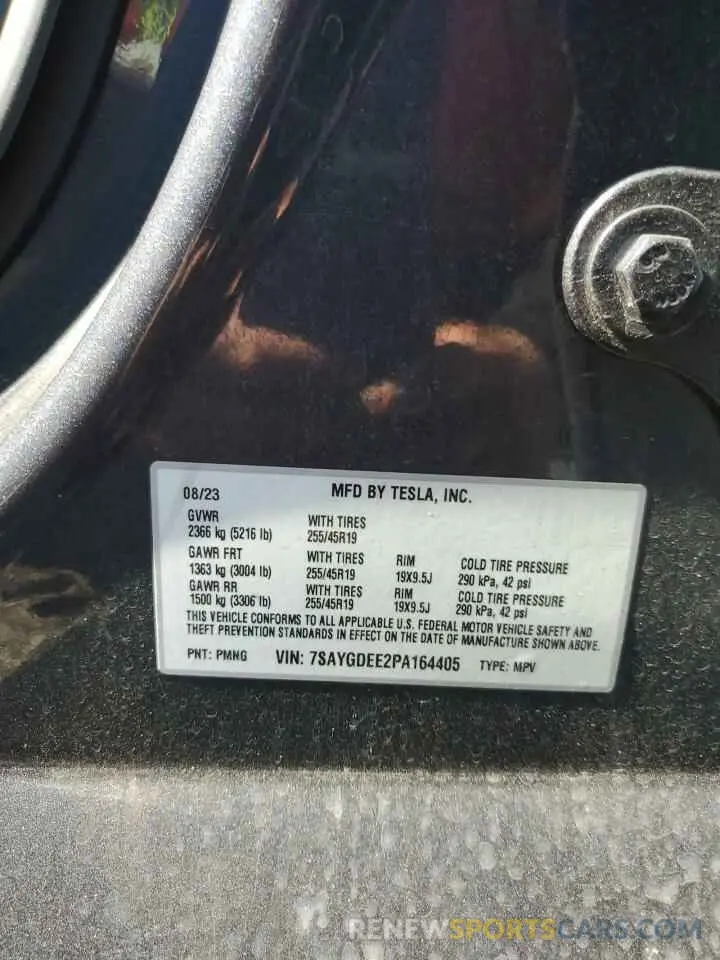 08/23 MFD BY TESLA, INC.
GVWR WITH TIRES
2366 kg (5216 lb) 255/45R19
GAWR FRT WITH TIRES RIM COLD TIRE PRESSURE
1363 kg (3004 lb) 255/45R19 19X9.5J 290 kPa, 42 psi
GAWR RR WITH TIRES RIM COLD TIRE PRESSURE
1500 kg (3306 lb) 255/45R19 19X9.5J 290 kPa, 42 psi
THIS VEHICLE CONFORMS TO ALL APPLICABLE U.S. FEDERAL MOTOR VEHICLE SAFETY AND
THEFT PREVENTION STANDARDS IN EFFECT ON THE DATE OF MANUFACTURE SHOWN ABOVE.
PNT: PMNG VIN: 7SAYGDEE2PA164405 TYPE: MPV
RENEWSPORTSCARS.COM